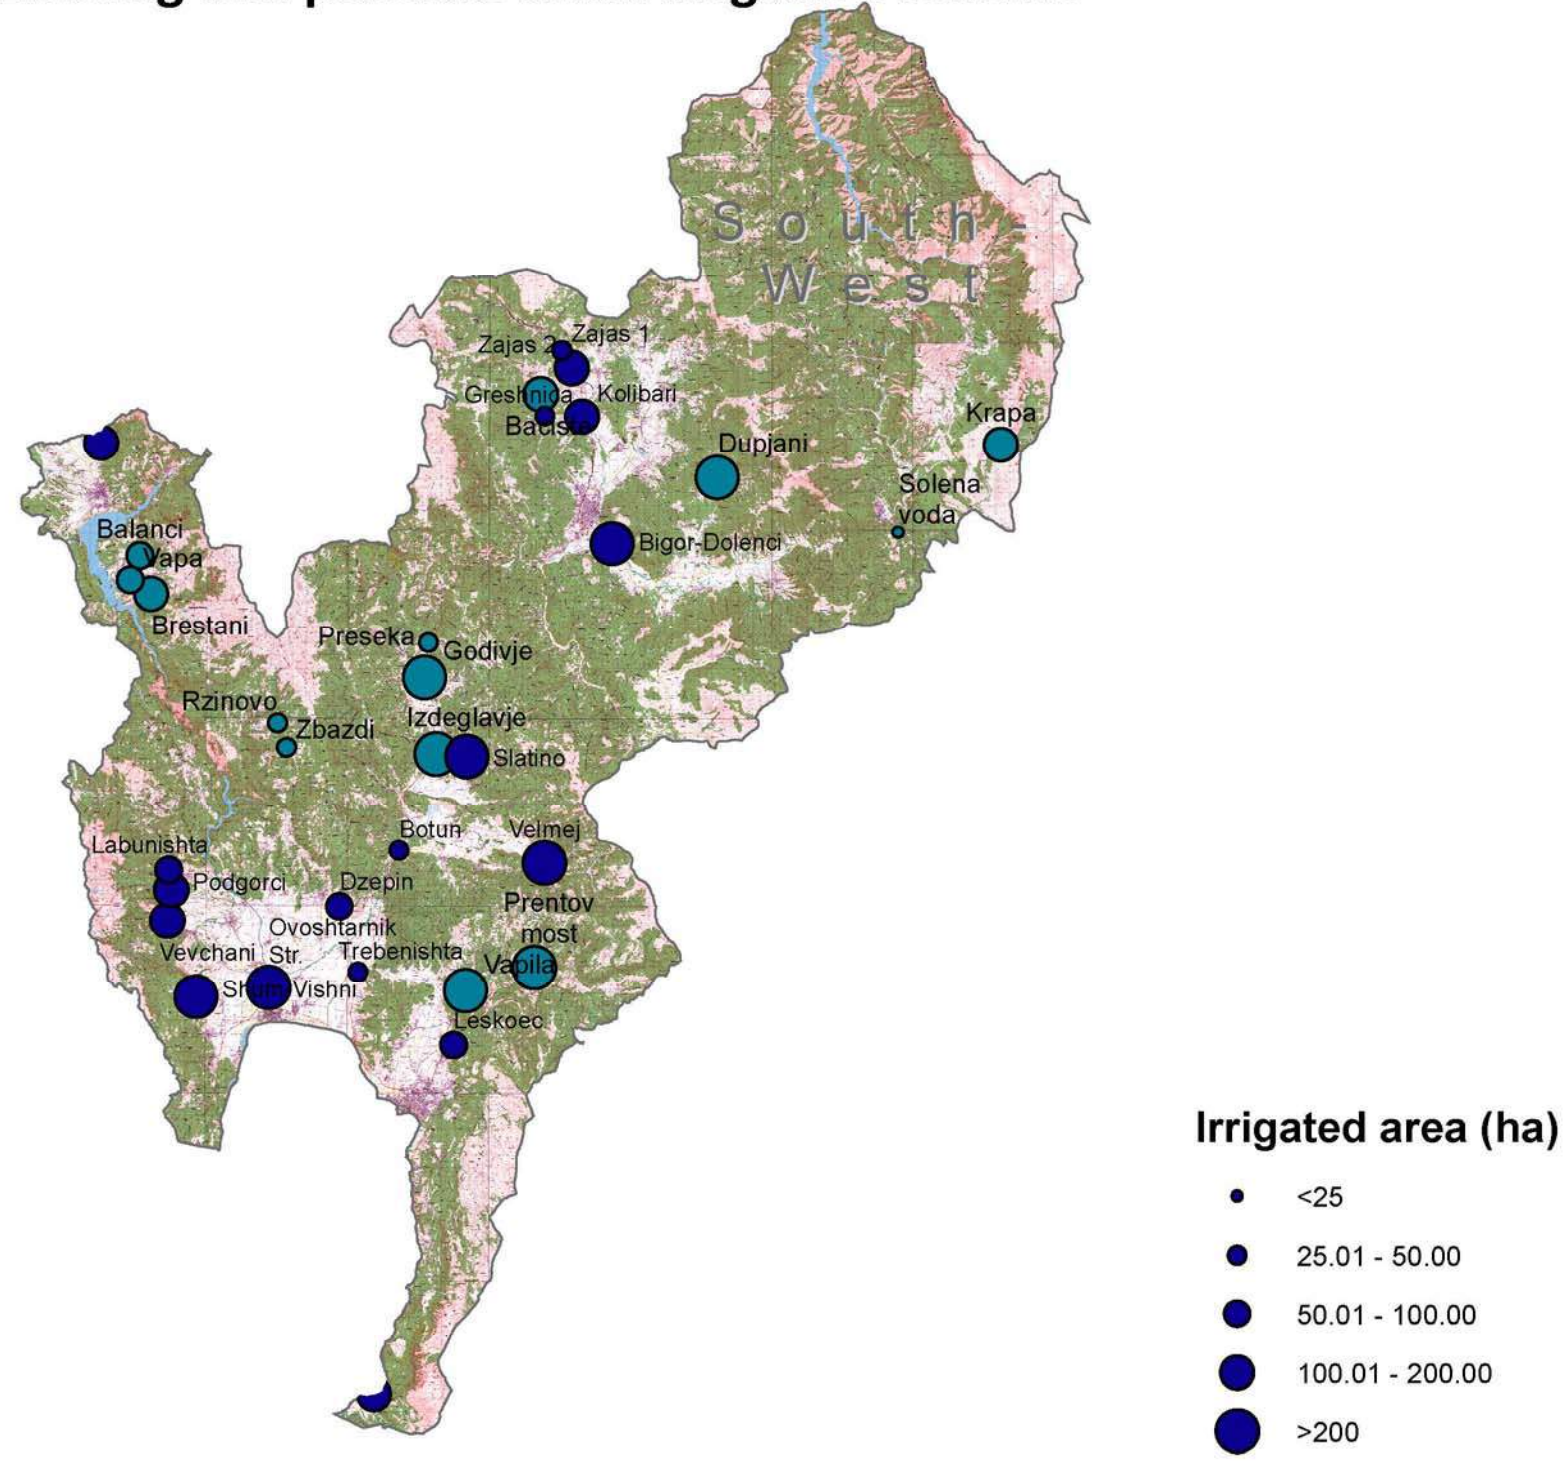 South-
West
Zajas 1
Zajas 2
Greshnica
Kolibari
Baciste
Krapa
Dupjani
Solena
voda
Balanci
Vapa
Bigor-Dolenci
Brestani
Preseka
Godivje
Rzinovo
Izdeglavje
Zbazdi
Slatino
Botun
Velmej
Labunishta
Podgorci
Dzepin
Prentov
most
Ovoshtarnik
Vevchani
Str.
Trebenishta
Vapila
Shum
Vishni
Leskoec
Irrigated area (ha)
<25
25.01 - 50.00
50.01 - 100.00
100.01 - 200.00
>200